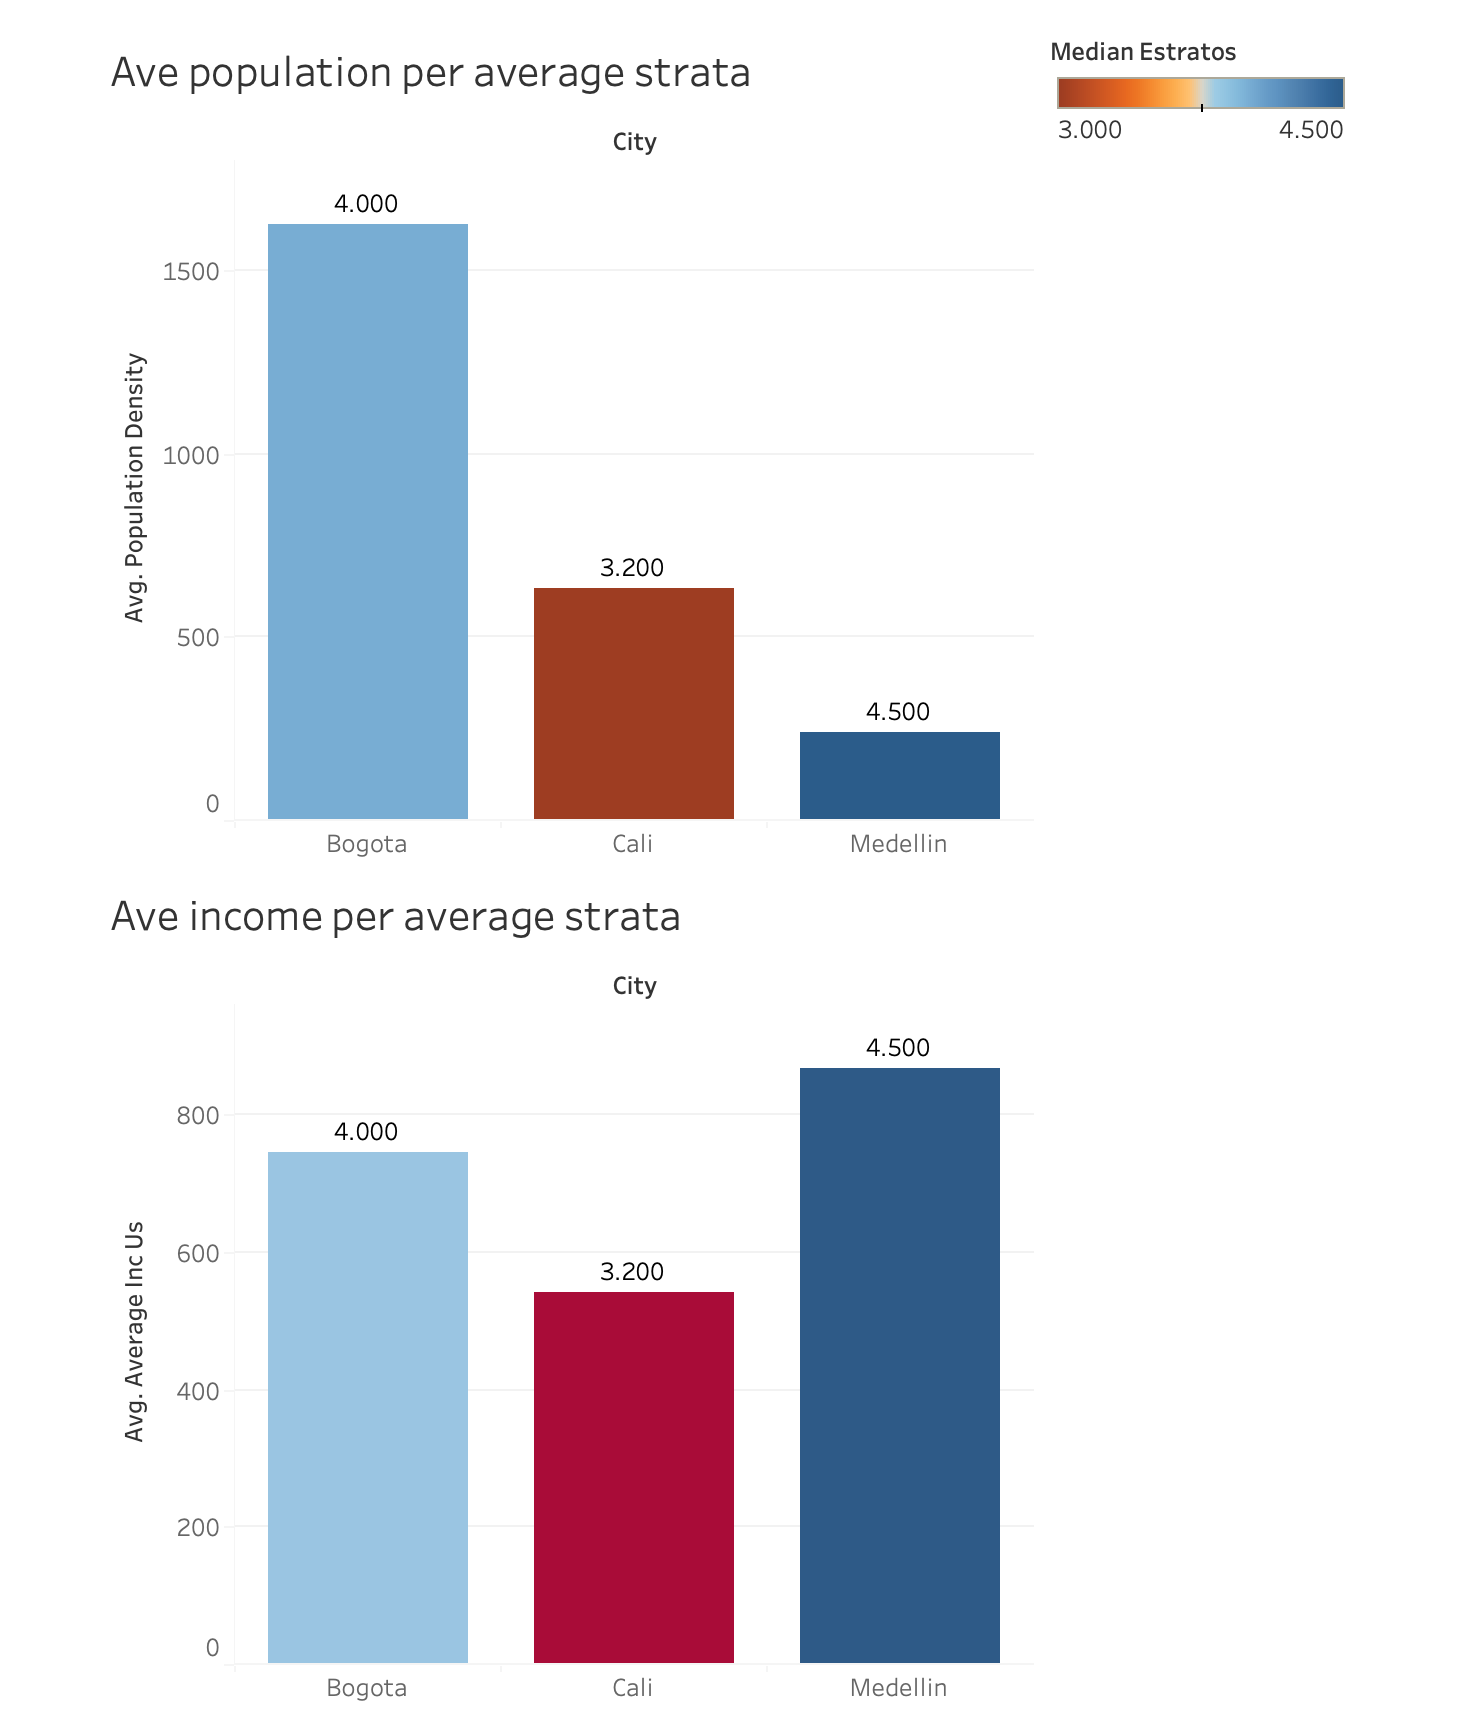 Ave population per average strata
Median Estratos
3.000 4.500
City
4.000
3.200
4.500
1500
1000
500
0
Avg. Population Density
Bogota Cali Medellin
Ave income per average strata
City
4.000
3.200
4.500
800
600
400
200
0
Avg. Average Inc Us
Bogota Cali Medellin